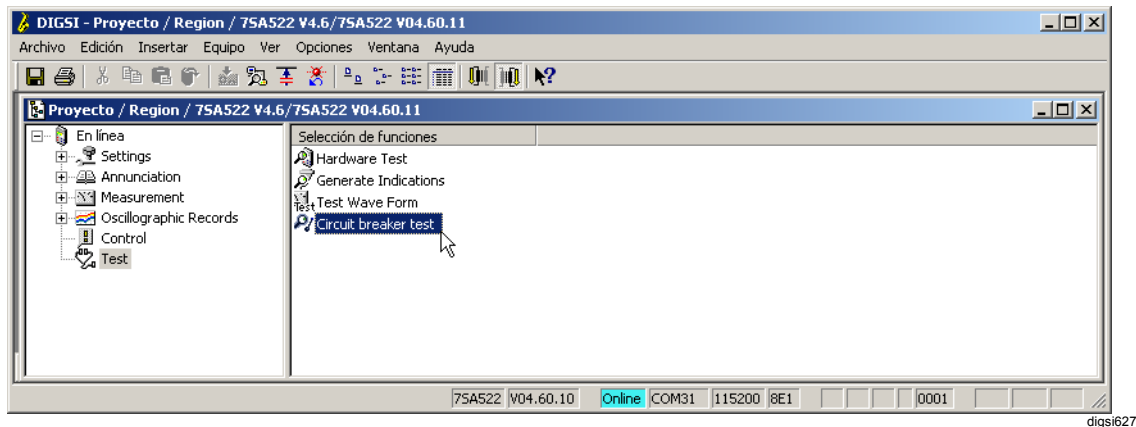 DIGSI - Proyecto / Region / 7SA522 V4.6/7SA522 V04.60.11
Archivo Edición Insertar Equipo Ver Opciones Ventana Ayuda
Proyecto / Region / 7SA522 V4.6/7SA522 V04.60.11
En línea
Settings
Annunciation
Measurement
Oscillographic Records
Control
Test
Selección de funciones
Hardware Test
Generate Indications
Test Test Wave Form
Circuit breaker test
7SA522 V04.60.10 Online COM31 115200 8E1 0001
digsi627